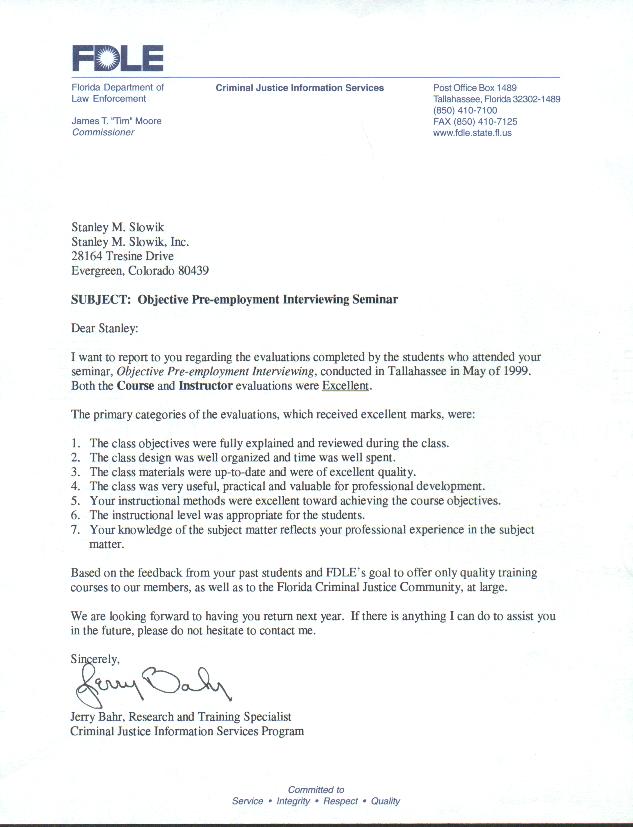 FDLE
Florida Department of
Law Enforcement
James T. "Tim" Moore
Commissioner
Criminal Justice Information Services
Post Office Box 1489
Tallahassee, Florida 32302-1489
(850) 410-7100
FAX (850) 410-7125
www.fdle.state.fl.us
Stanley M. Slowik
Stanley M. Slowik, Inc.
28164 Tresine Drive
Evergreen, Colorado 80439
SUBJECT: Objective Pre-employment Interviewing Seminar
Dear Stanley:
I want to report to you regarding the evaluations completed by the students who attended your
seminar, Objective Pre-employment Interviewing, conducted in Tallahassee in May of 1999.
Both the Course and Instructor evaluations were Excellent.
The primary categories of the evaluations, which received excellent marks, were:
1. The class objectives were fully explained and reviewed during the class.
2. The class design was well organized and time was well spent.
3. The class materials were up-to-date and were of excellent quality.
4. The class was very useful, practical and valuable for professional development.
5. Your instructional methods were excellent toward achieving the course objectives.
6. The instructional level was appropriate for the students.
7. Your knowledge of the subject matter reflects your professional experience in the subject
matter.
Based on the feedback from your past students and FDLE's goal to offer only quality training
courses to our members, as well as to the Florida Criminal Justice Community, at large.
We are looking forward to having you return next year. If there is anything I can do to assist you
in the future, please do not hesitate to contact me.
Sincerely,
Jerry Bahr
Jerry Bahr, Research and Training Specialist
Criminal Justice Information Services Program
Committed to
Service • Integrity • Respect • Quality